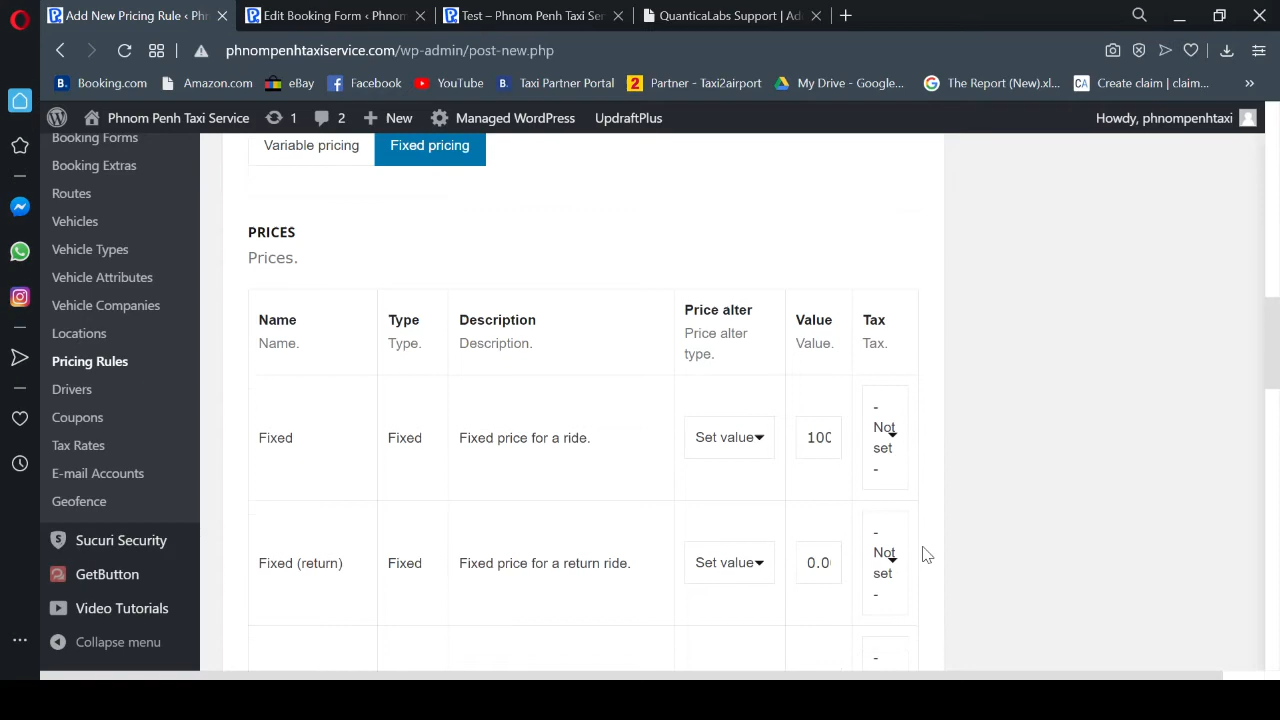 Add New Pricing Rule ‹ Ph
Edit Booking Form ‹ Phnom
Test – Phnom Penh Taxi Ser
QuanticaLabs Support | Ad
phnompenhtaxiservice.com/wp-admin/post-new.php
B. Booking.com
Amazon.com
eBay
Facebook
YouTube
B. Taxi Partner Portal
2 Partner - Taxi2airport
My Drive - Google...
The Report (New).xl...
CA Create claim | claim...
Phnom Penh Taxi Service
1
2
New
Managed WordPress
UpdraftPlus
Howdy, phnompenhtaxi
Booking Forms
Booking Extras
Routes
Vehicles
Vehicle Types
Vehicle Attributes
Vehicle Companies
Locations
Pricing Rules
Drivers
Coupons
Tax Rates
E-mail Accounts
Geofence
Sucuri Security
GetButton
Video Tutorials
Collapse menu
Variable pricing
Fixed pricing
PRICES
Prices.
Name
Name.
Type
Type.
Description
Description.
Price alter
Price alter
type.
Value
Value.
Tax
Tax.
Fixed
Fixed
Fixed price for a ride.
Set value
100
-
Not
set
-
Fixed (return)
Fixed
Fixed price for a return ride.
Set value
0.0
-
Not
set
-
-